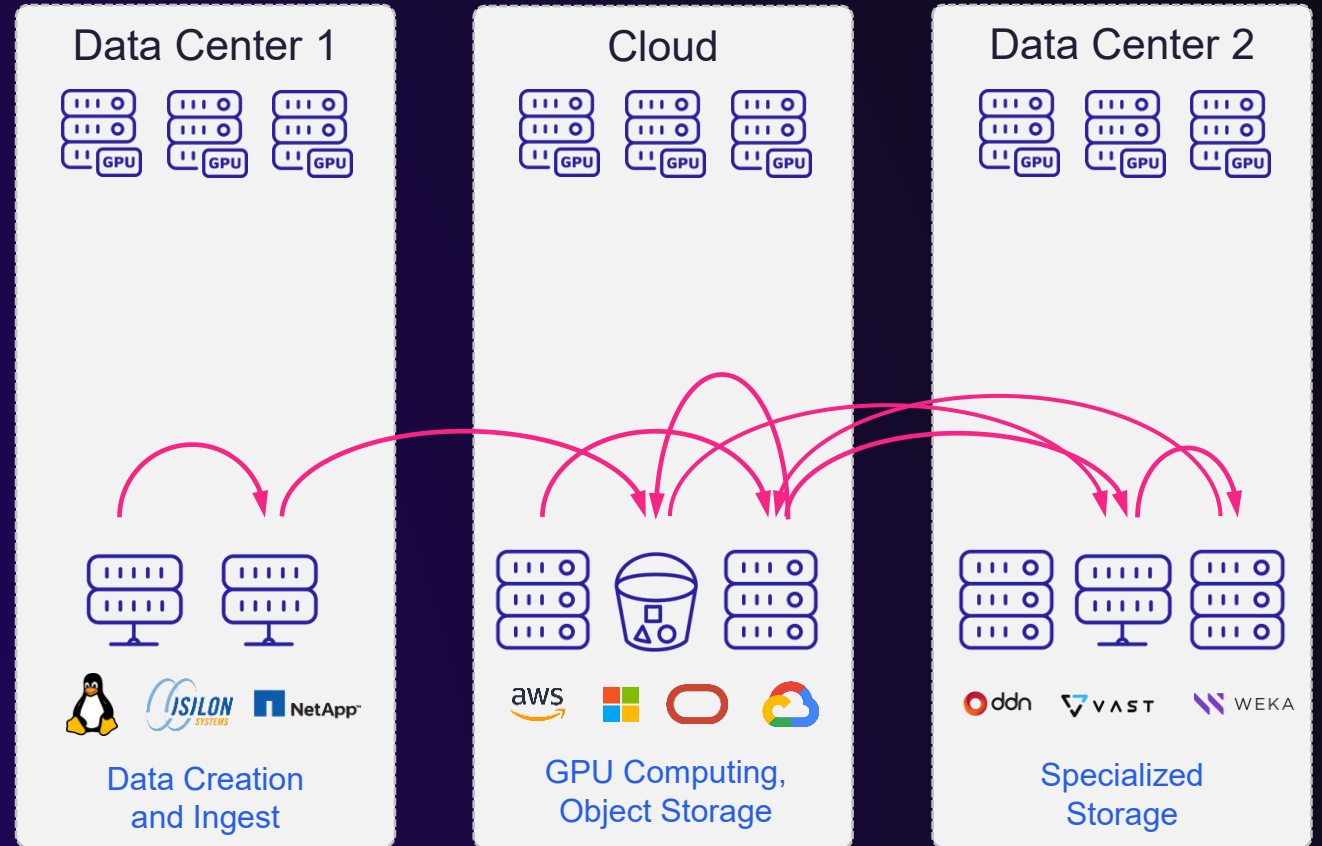 Data Center 1
GPU
GPU
GPU
ISILON
SYSTEMS
NetApp™
Data Creation
and Ingest
Cloud
GPU
GPU
GPU
aws
GPU Computing,
Object Storage
Data Center 2
GPU
GPU
GPU
ddn
VAST
WEKA
Specialized
Storage